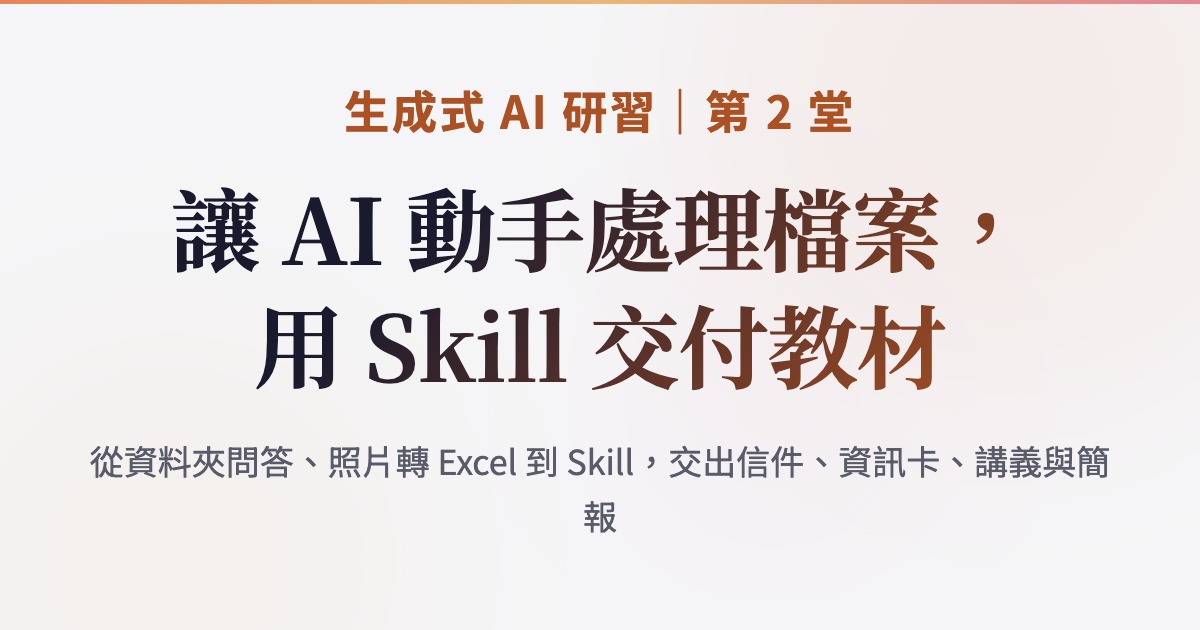 生成式 AI 研習｜第 2 堂
讓 AI 動手處理檔案，
用 Skill 交付教材
從資料夾問答、照片轉 Excel 到 Skill，交出信件、資訊卡、講義與簡
報